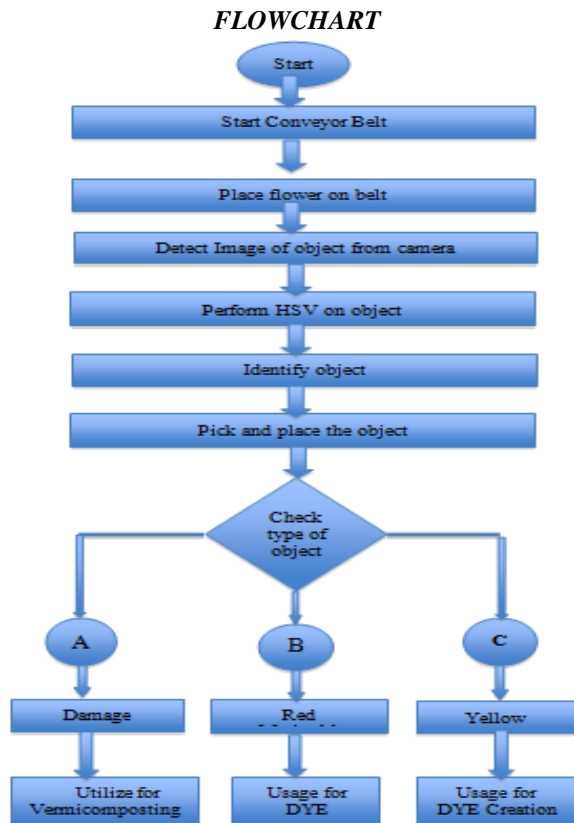 FLOWCHART
Start
Start Conveyor Belt
Place flower on belt
Detect Image of object from camera
Perform HSV on object
Identify object
Pick and place the object
Check
type of
object
A
B
C
Damage
Red
Yellow
Utilize for
Vermicomposting
Usage for
DYE
Usage for
DYE Creation